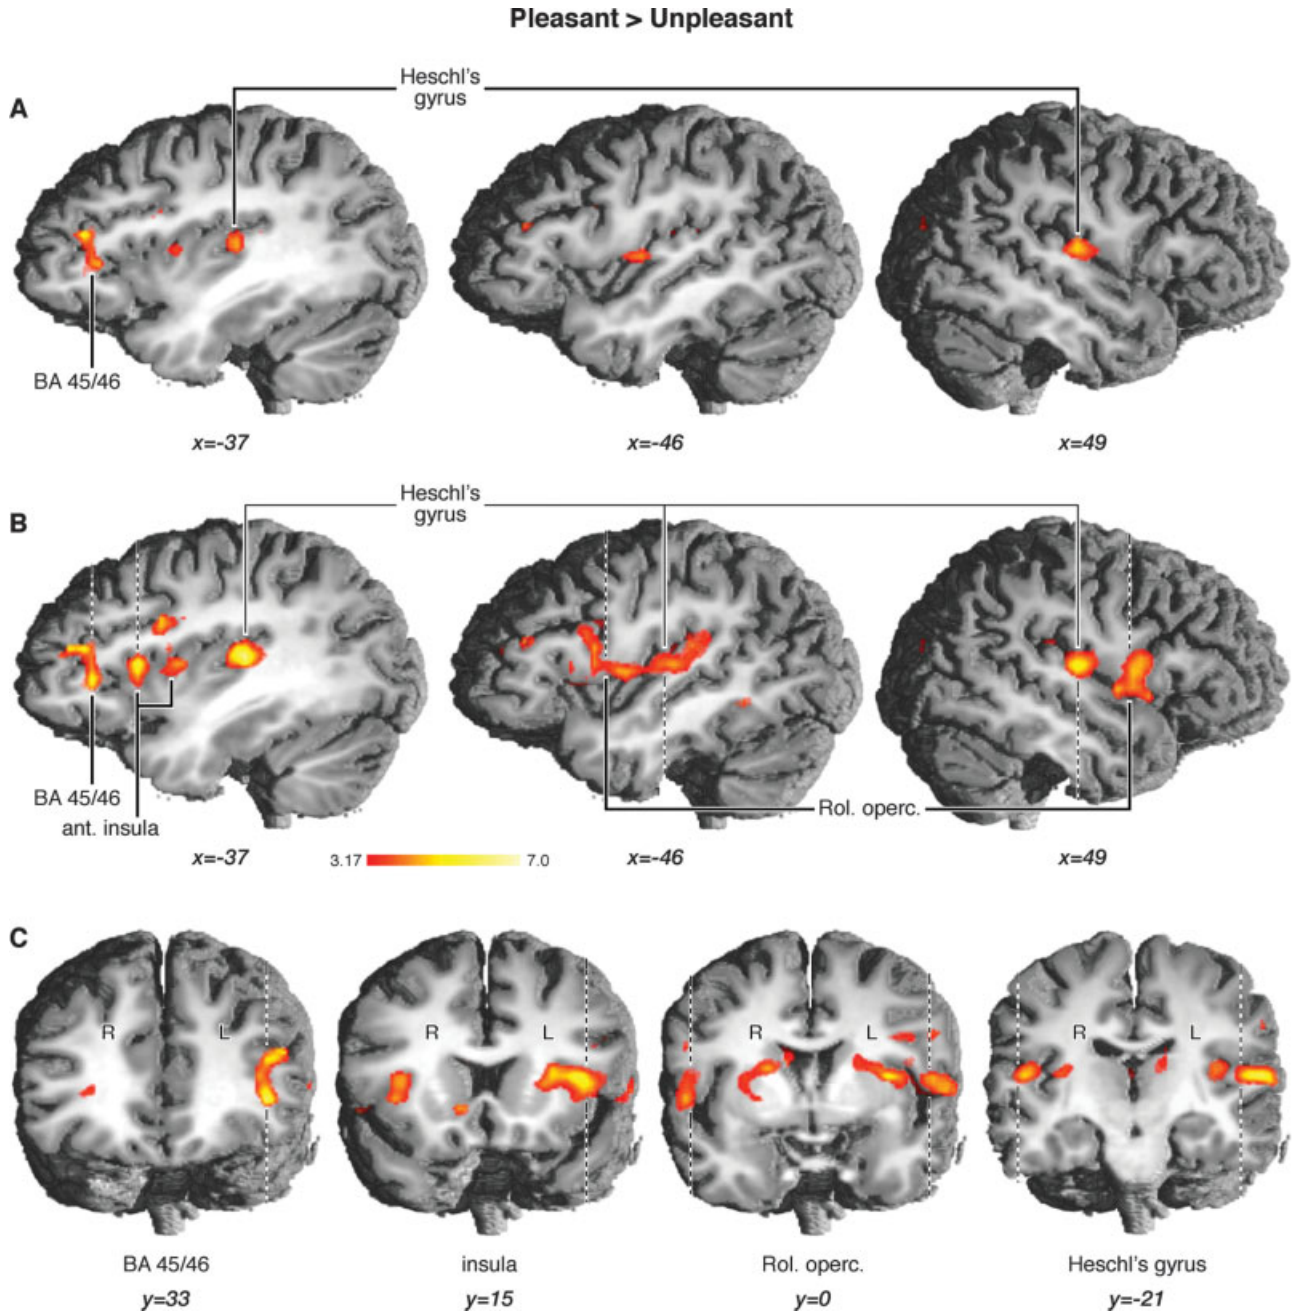 Pleasant > Unpleasant
Heschl's
gyrus
A
BA 45/46
x=-37
x=-46
x=49
Heschl's
gyrus
B
BA 45/46
ant. insula
Rol. operc.
x=-37
3.17
7.0
x=-46
x=49
C
R
L
R
L
R
L
R
L
BA 45/46
insula
Rol. operc.
Heschl's gyrus
y=33
y=15
y=0
y=-21